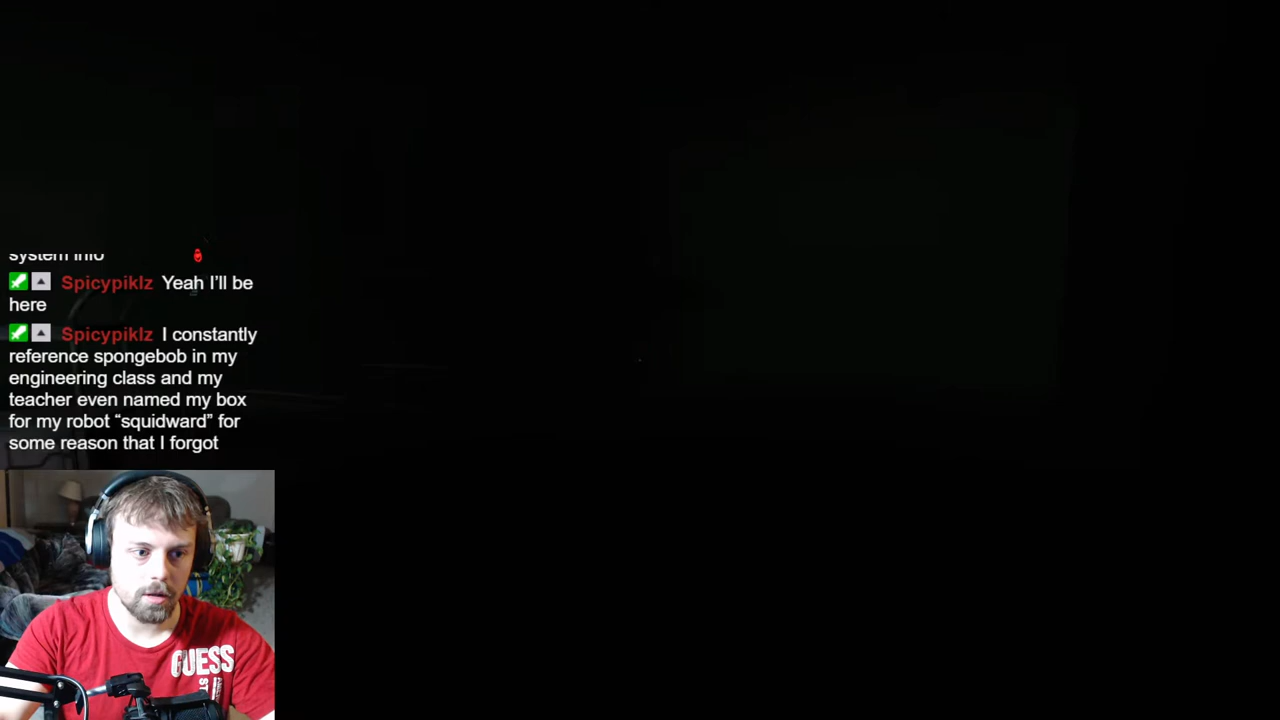 system info
Spicypiklz Yeah I'll be
here
Spicypiklz I constantly
reference spongebob in my
engineering class and my
teacher even named my box
for my robot “squidward” for
some reason that I forgot
GUESS